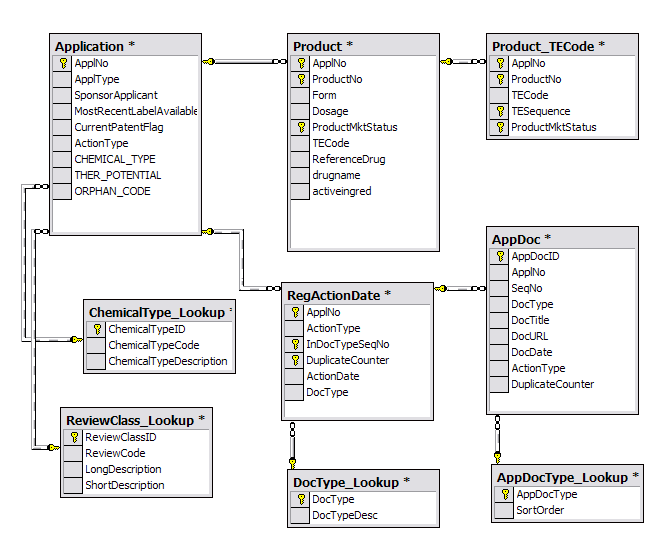 Application *
ApplNo
ApplType
SponsorApplicant
MostRecentLabelAvailable
CurrentPatentFlag
ActionType
CHEMICAL_TYPE
THER_POTENTIAL
ORPHAN_CODE
Product *
ApplNo
ProductNo
Form
Dosage
ProductMktStatus
TECode
ReferenceDrug
drugname
activeingred
Product_TECode *
ApplNo
ProductNo
TECode
TESequence
ProductMktStatus
ChemicalType_Lookup *
ChemicalTypeID
ChemicalTypeCode
ChemicalTypeDescription
RegActionDate *
ApplNo
ActionType
InDocTypeSeqNo
DuplicateCounter
ActionDate
DocType
AppDoc *
AppDocID
ApplNo
SeqNo
DocType
DocTitle
DocURL
DocDate
ActionType
DuplicateCounter
ReviewClass_Lookup *
ReviewClassID
ReviewCode
LongDescription
ShortDescription
DocType_Lookup *
DocType
DocTypeDesc
AppDocType_Lookup *
AppDocType
SortOrder